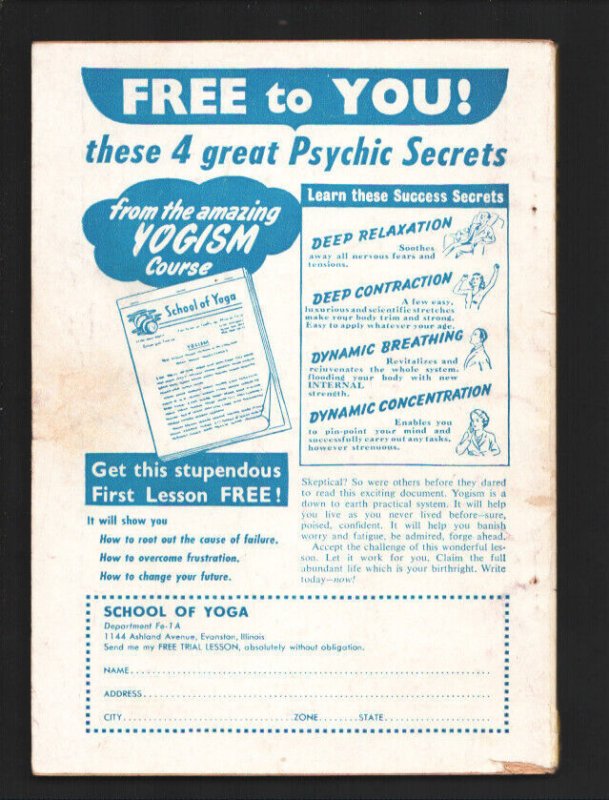 FREE to YOU!
these 4 great Psychic Secrets
from the amazing
YOGISM
Course
School of Yoga
YOGISM
Get this stupendous
First Lesson FREE!
It will show you
How to root out the cause of failure.
How to overcome frustration.
How to change your future.
Learn these Success Secrets
DEEP RELAXATION
Soothes
away all nervous fears and
tensions.
DEEP CONTRACTION
A few easy,
luxurious and scientific stretches
make your body trim and strong.
Easy to apply whatever your age.
DYNAMIC BREATHING
Revitalizes and
rejuvenates the whole system.
flooding your body with new
INTERNAL
strength.
DYNAMIC CONCENTRATION
Enables you
to pin-point your mind and
successfully carry out any tasks,
however strenuous.
Skeptical? So were others before they dared
to read this exciting document. Yogism is a
down to earth practical system. It will help
you live as you never lived before—sure,
poised, confident. It will help you banish
worry and fatigue, be admired, forge ahead.
Accept the challenge of this wonderful les-
son. Let it work for you. Claim the full
abundant life which is your birthright. Write
today—now!
SCHOOL OF YOGA
Department Fe-1A
1144 Ashland Avenue, Evanston, Illinois
Send me my FREE TRIAL LESSON, absolutely without obligation.
NAME
ADDRESS
CITY ZONE STATE